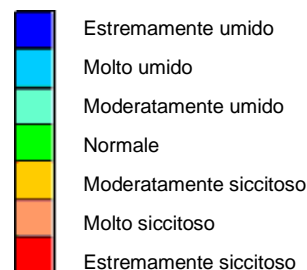 Estremamente umido
Molto umido
Moderatamente umido
Normale
Moderatamente siccitoso
Molto siccitoso
Estremamente siccitoso